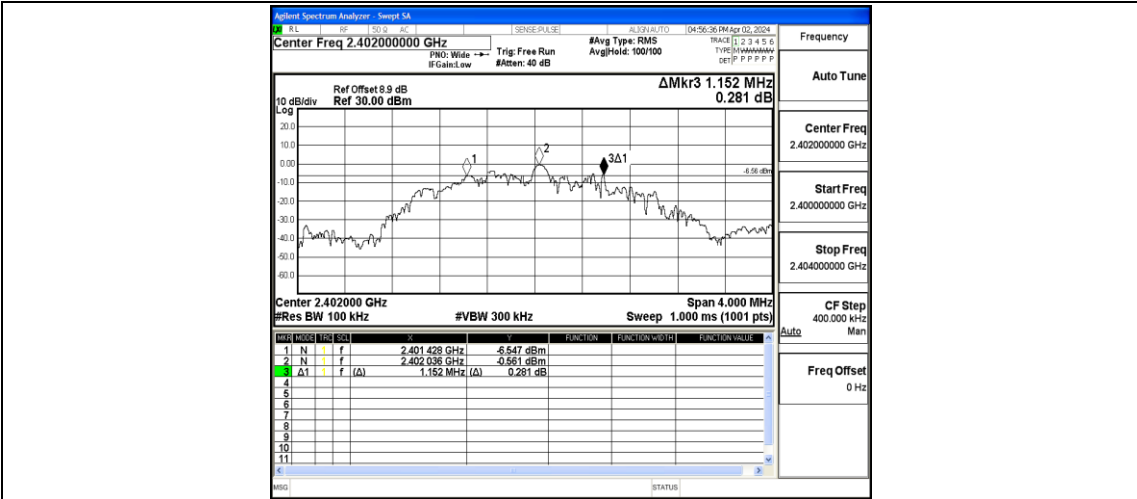 Agilent Spectrum Analyzer - Swept SA
RL RF 50 Ω AC SENSE:PULSE ALIGN AUTO 04:56:36 PM Apr 02, 2024
Center Freq 2.402000000 GHz
PNO: Wide
IFGain:Low
Trig: Free Run
#Atten: 40 dB
#Avg Type: RMS
Avg|Hold: 100/100
TRACE 1 2 3 4 5 6
TYPE M W W W W W
DET P P P P P P
ΔMkr3 1.152 MHz
0.281 dB
Ref Offset 8.9 dB
10 dB/div Ref 30.00 dBm
Log
20.0
10.0
0.00
-10.0
-20.0
-30.0
-40.0
-50.0
-60.0
1
2
3Δ1
-6.56 dBm
Center 2.402000 GHz Span 4.000 MHz
#Res BW 100 kHz #VBW 300 kHz Sweep 1.000 ms (1001 pts)
MKR MODE TRC SCL X Y FUNCTION FUNCTION WIDTH FUNCTION VALUE
1 N 1 f 2.401 428 GHz -6.547 dBm
2 N 1 f 2.402 036 GHz -0.561 dBm
3 Δ1 1 f (Δ) 1.152 MHz (Δ) 0.281 dB
4
5
6
7
8
9
10
11
MSG STATUS
Frequency
Auto Tune
Center Freq
2.402000000 GHz
Start Freq
2.400000000 GHz
Stop Freq
2.404000000 GHz
CF Step
400.000 kHz
Auto Man
Freq Offset
0 Hz